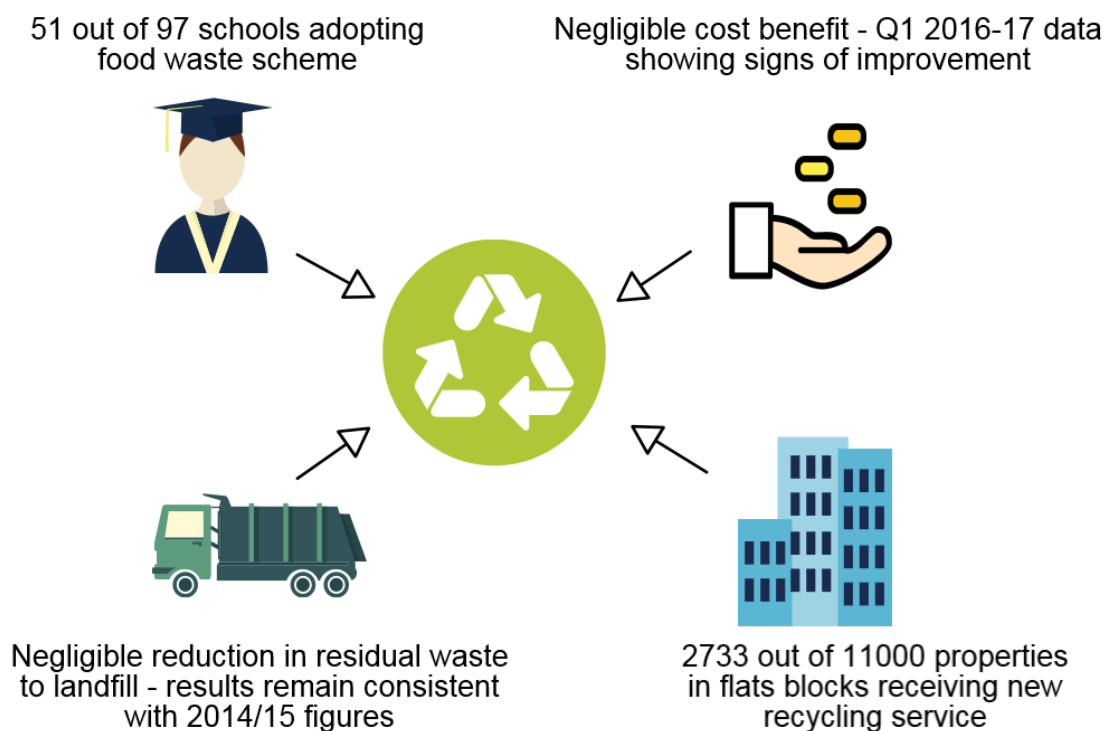 51 out of 97 schools adopting
food waste scheme
Negligible cost benefit - Q1 2016-17 data
showing signs of improvement
Negligible reduction in residual waste
to landfill - results remain consistent
with 2014/15 figures
2733 out of 11000 properties
in flats blocks receiving new
recycling service